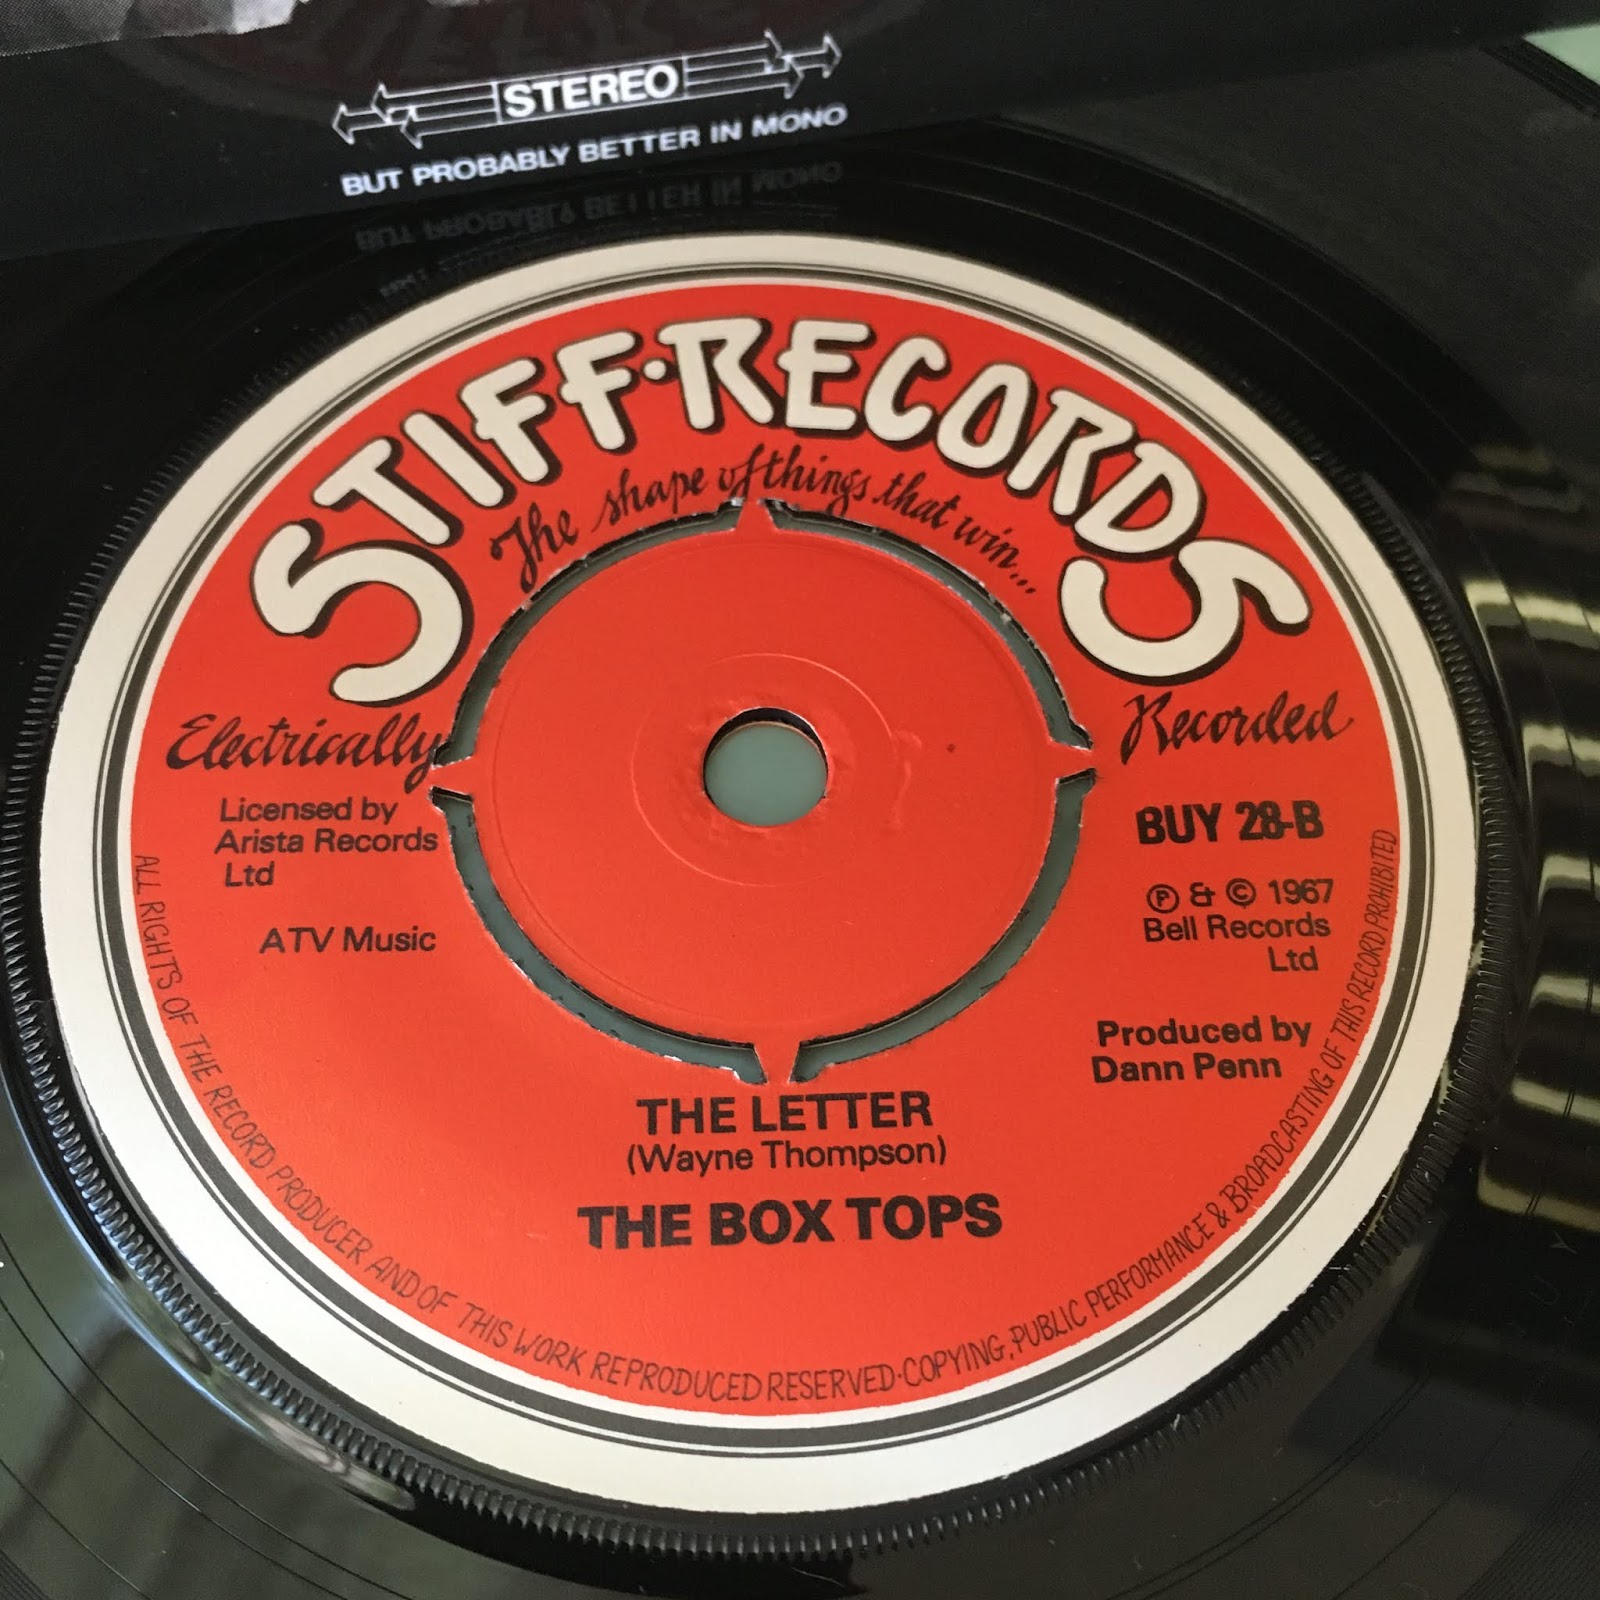 STEREO
BUT PROBABLY BETTER IN MONO
STIFF·RECORDS
The shape of things that win...
Electrically
Recorded
Licensed by
Arista Records
Ltd
ATV Music
BUY 28-B
Ⓟ & © 1967
Bell Records
Ltd
Produced by
Dann Penn
THE LETTER
(Wayne Thompson)
THE BOX TOPS
ALL RIGHTS OF THE RECORD PRODUCER AND OF THIS WORK REPRODUCED RESERVED·COPYING, PUBLIC PERFORMANCE & BROADCASTING OF THIS RECORD PROHIBITED